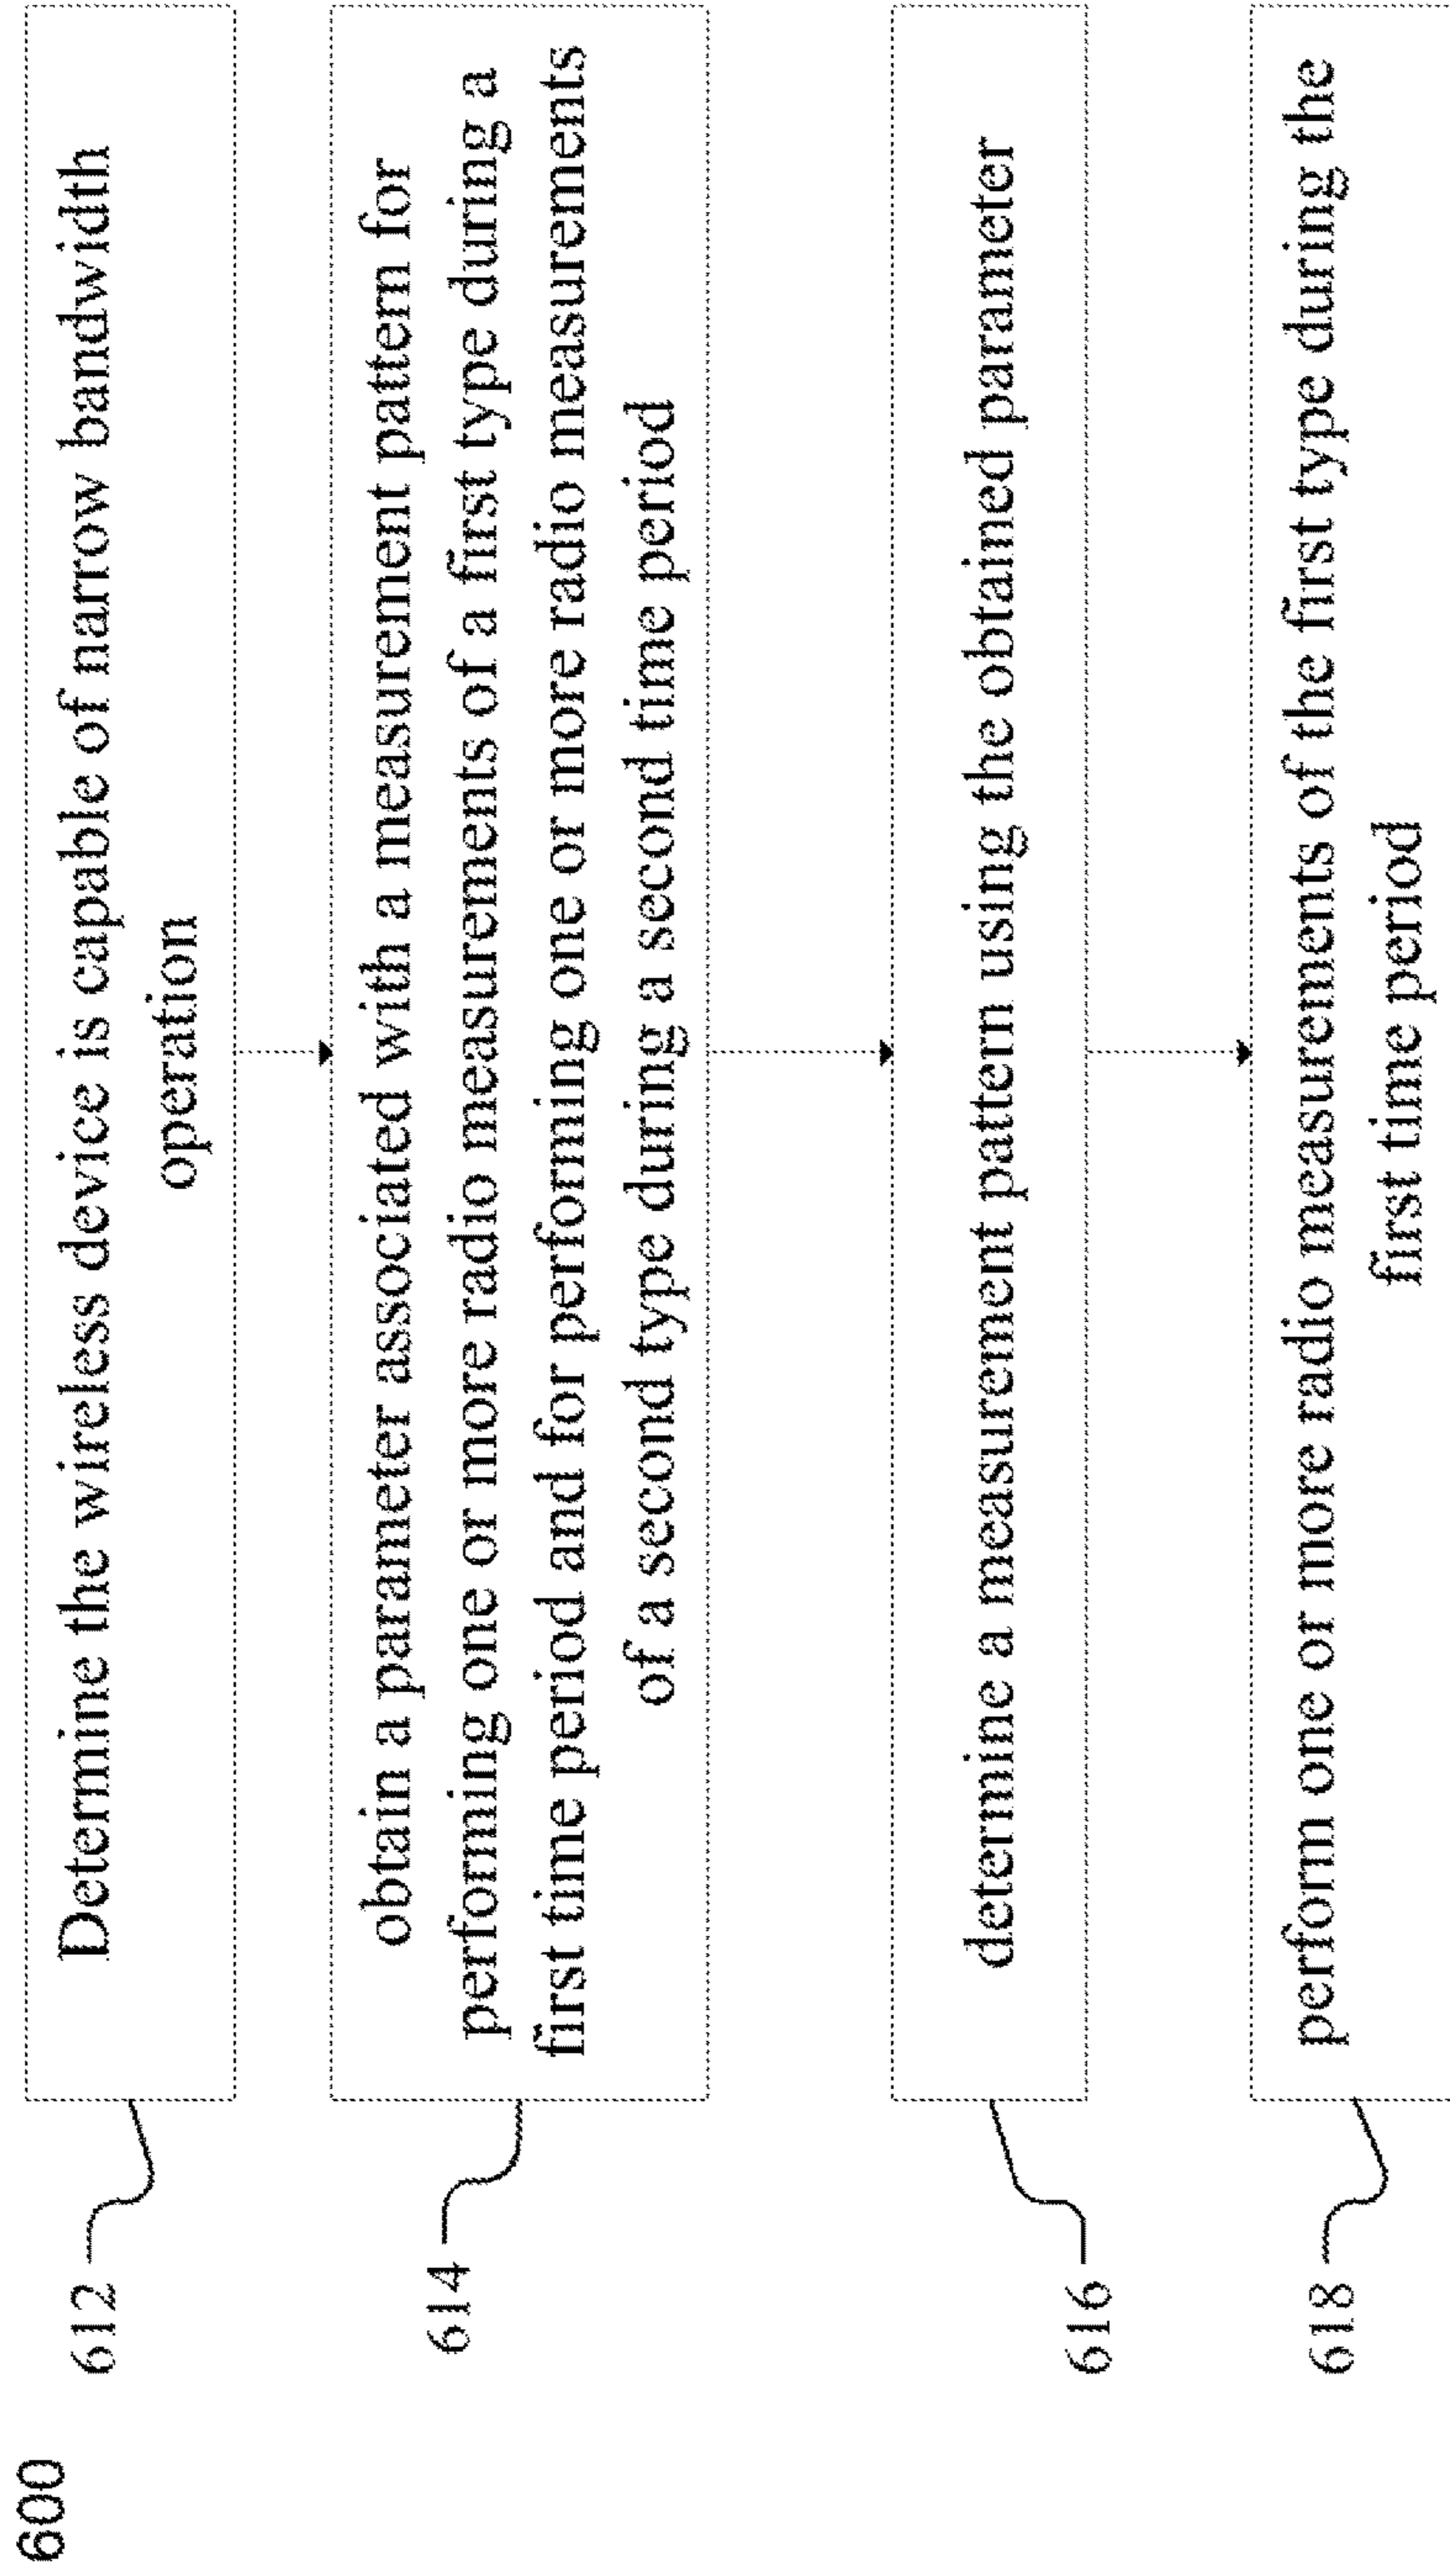 600
612
Determine the wireless device is capable of narrow bandwidth
operation
614
obtain a parameter associated with a measurement pattern for
performing one or more radio measurements of a first type during a
first time period and for performing one or more radio measurements
of a second type during a second time period
616
determine a measurement pattern using the obtained parameter
618
perform one or more radio measurements of the first type during the
first time period